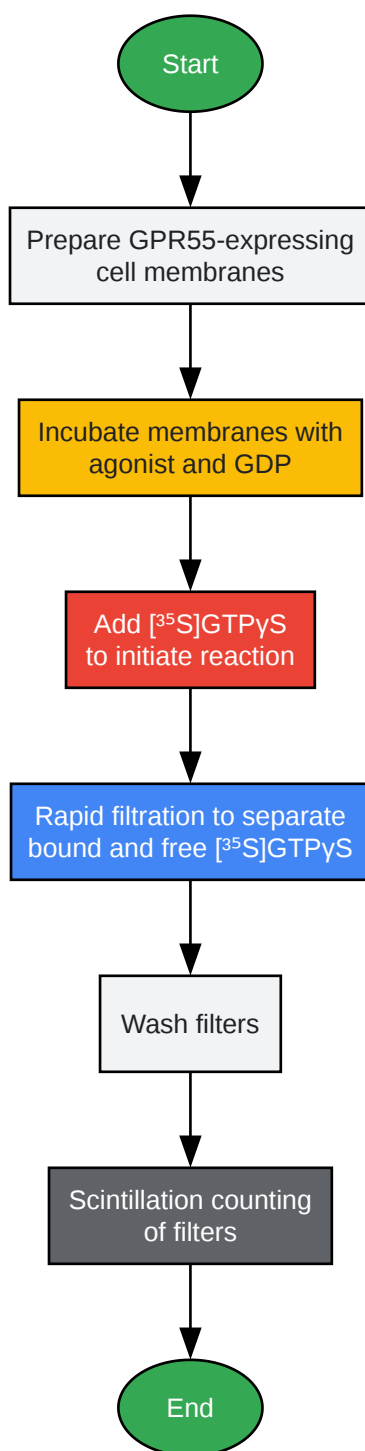 Start
Prepare GPR55-expressing
cell membranes
Incubate membranes with
agonist and GDP
Add [³⁵S]GTPγS
to initiate reaction
Rapid filtration to separate
bound and free [³⁵S]GTPγS
Wash filters
Scintillation counting
of filters
End